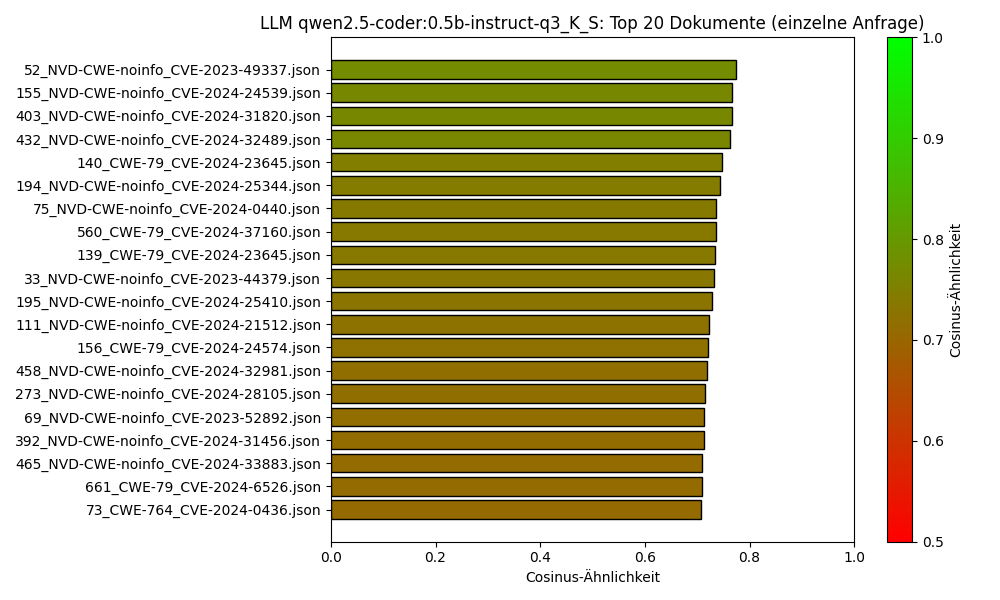 LLM qwen2.5-coder:0.5b-instruct-q3_K_S: Top 20 Dokumente (einzelne Anfrage)
52_NVD-CWE-noinfo_CVE-2023-49337.json
155_NVD-CWE-noinfo_CVE-2024-24539.json
403_NVD-CWE-noinfo_CVE-2024-31820.json
432_NVD-CWE-noinfo_CVE-2024-32489.json
140_CWE-79_CVE-2024-23645.json
194_NVD-CWE-noinfo_CVE-2024-25344.json
75_NVD-CWE-noinfo_CVE-2024-0440.json
560_CWE-79_CVE-2024-37160.json
139_CWE-79_CVE-2024-23645.json
33_NVD-CWE-noinfo_CVE-2023-44379.json
195_NVD-CWE-noinfo_CVE-2024-25410.json
111_NVD-CWE-noinfo_CVE-2024-21512.json
156_CWE-79_CVE-2024-24574.json
458_NVD-CWE-noinfo_CVE-2024-32981.json
273_NVD-CWE-noinfo_CVE-2024-28105.json
69_NVD-CWE-noinfo_CVE-2023-52892.json
392_NVD-CWE-noinfo_CVE-2024-31456.json
465_NVD-CWE-noinfo_CVE-2024-33883.json
661_CWE-79_CVE-2024-6526.json
73_CWE-764_CVE-2024-0436.json
0.0 0.2 0.4 0.6 0.8 1.0
Cosinus-Ähnlichkeit
1.0
0.9
0.8
0.7
0.6
0.5
Cosinus-Ähnlichkeit